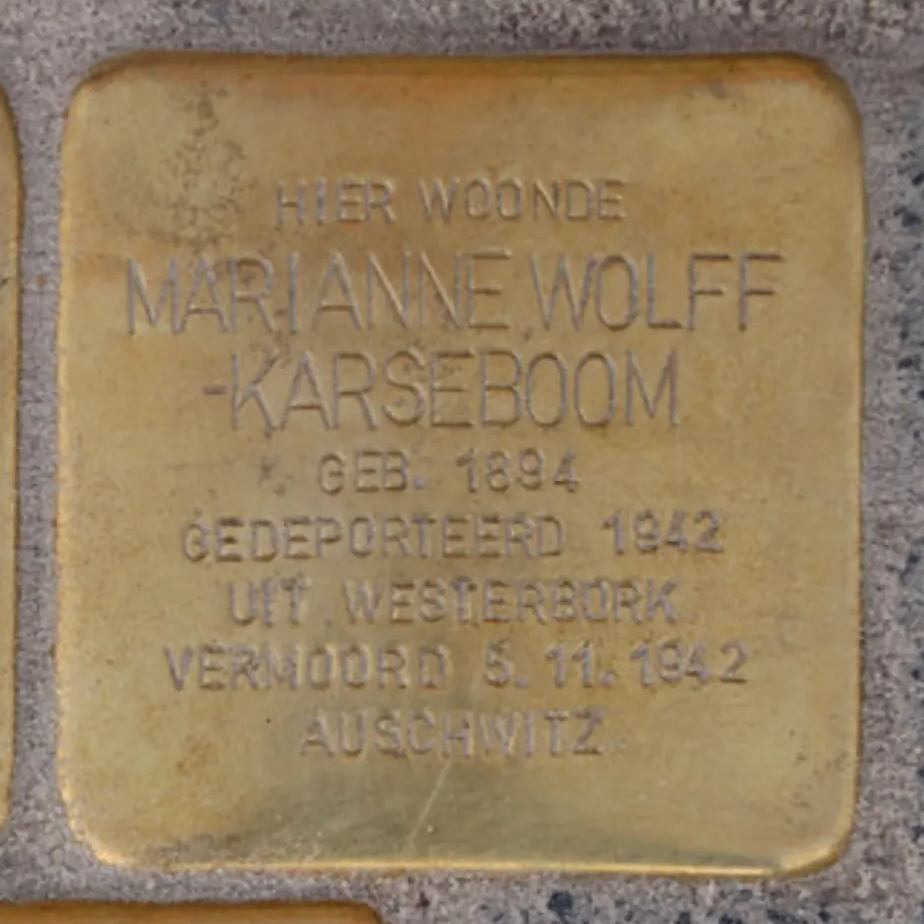 HIER WOONDE
MARIANNE WOLFF
-KARSEBOOM
GEB. 1894
GEDEPORTEERD 1942
UIT WESTERBORK
VERMOORD 5.11.1942
AUSCHWITZ